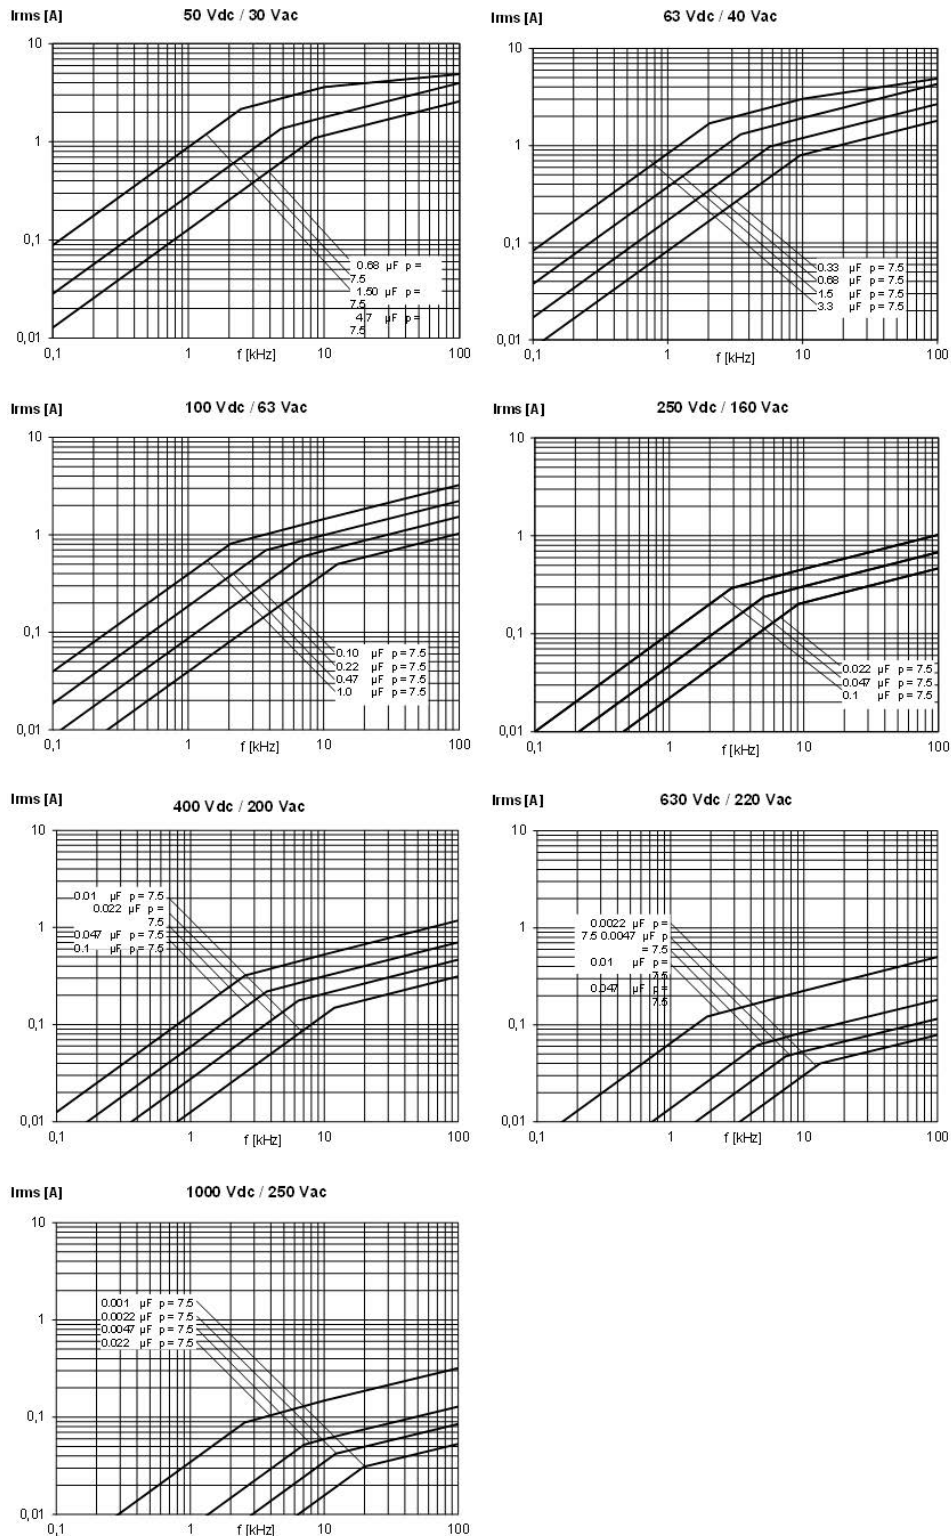 Irms [A]
50 Vdc / 30 Vac
10
1
0,1
0,01
0.68 µF p =
7.5
1.50 µF p =
7.5
4.7 µF p =
7.5
0,1 1 10 100
f [kHz]
Irms [A]
63 Vdc / 40 Vac
10
1
0,1
0,01
0.33 µF p = 7.5
0.68 µF p = 7.5
1.5 µF p = 7.5
3.3 µF p = 7.5
0,1 1 10 100
f [kHz]
Irms [A]
100 Vdc / 63 Vac
10
1
0,1
0,01
0.10 µF p = 7.5
0.22 µF p = 7.5
0.47 µF p = 7.5
1.0 µF p = 7.5
0,1 1 10 100
f [kHz]
Irms [A]
250 Vdc / 160 Vac
10
1
0,1
0,01
0.022 µF p = 7.5
0.047 µF p = 7.5
0.1 µF p = 7.5
0,1 1 10 100
f [kHz]
Irms [A]
400 Vdc / 200 Vac
10
1
0,1
0,01
0.01 µF p = 7.5
0.022 µF p =
7.5
0.047 µF p = 7.5
0.1 µF p = 7.5
0,1 1 10 100
f [kHz]
Irms [A]
630 Vdc / 220 Vac
10
1
0,1
0,01
0.0022 µF p =
7.5 0.0047 µF p
= 7.5
0.01 µF p =
7.5
0.047 µF p =
7.5
0,1 1 10 100
f [kHz]
Irms [A]
1000 Vdc / 250 Vac
10
1
0,1
0,01
0.001 µF p = 7.5
0.0022 µF p = 7.5
0.0047 µF p = 7.5
0.022 µF p = 7.5
0,1 1 10 100
f [kHz]